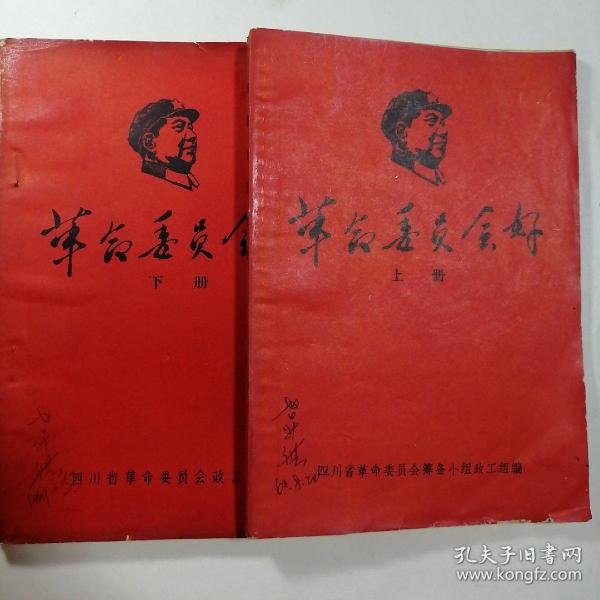 革命委员会
下册
四川省革命委员会政工
革命委员会好
上册
四川省革命委员会筹备小组政工组编
孔夫子旧书网
www.kongfz.com